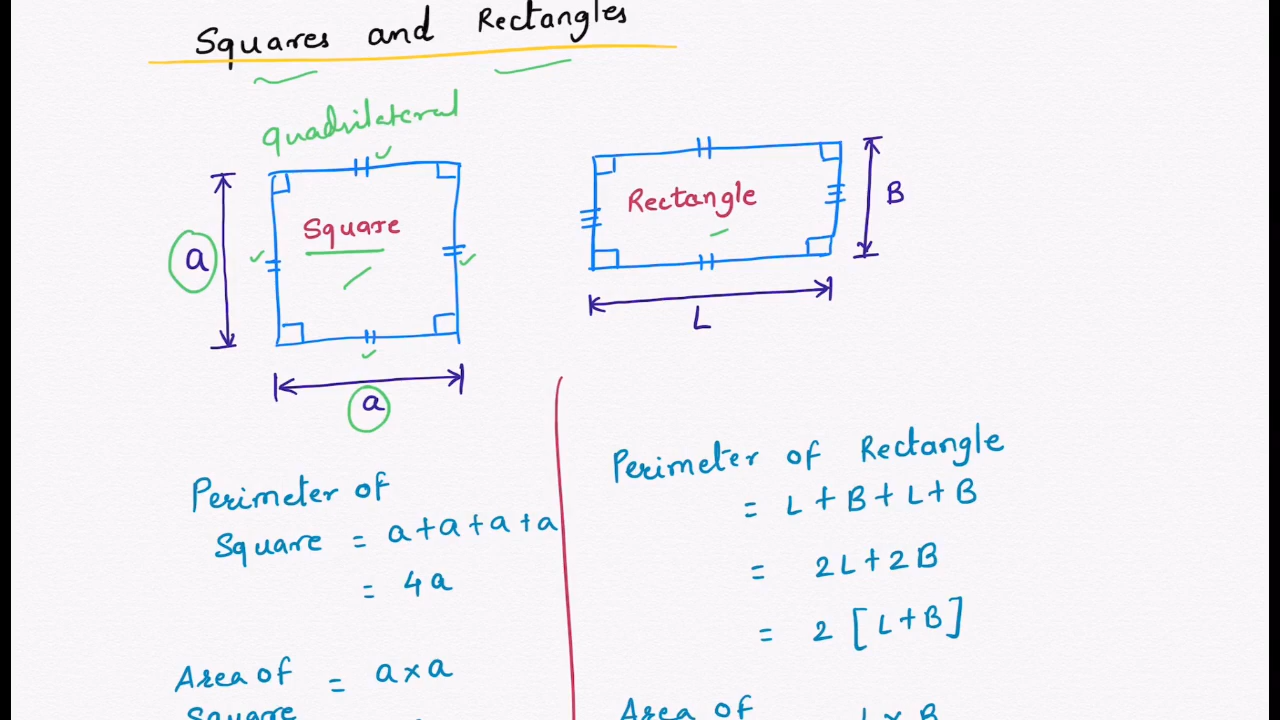 Squares and Rectangles
quadrilateral
Square
a
a
Rectangle
B
L
Perimeter of
Square = a + a + a + a
= 4a
Area of = a × a
Square
Perimeter of Rectangle
= L + B + L + B
= 2L + 2B
= 2 [L + B]
Area of L × B